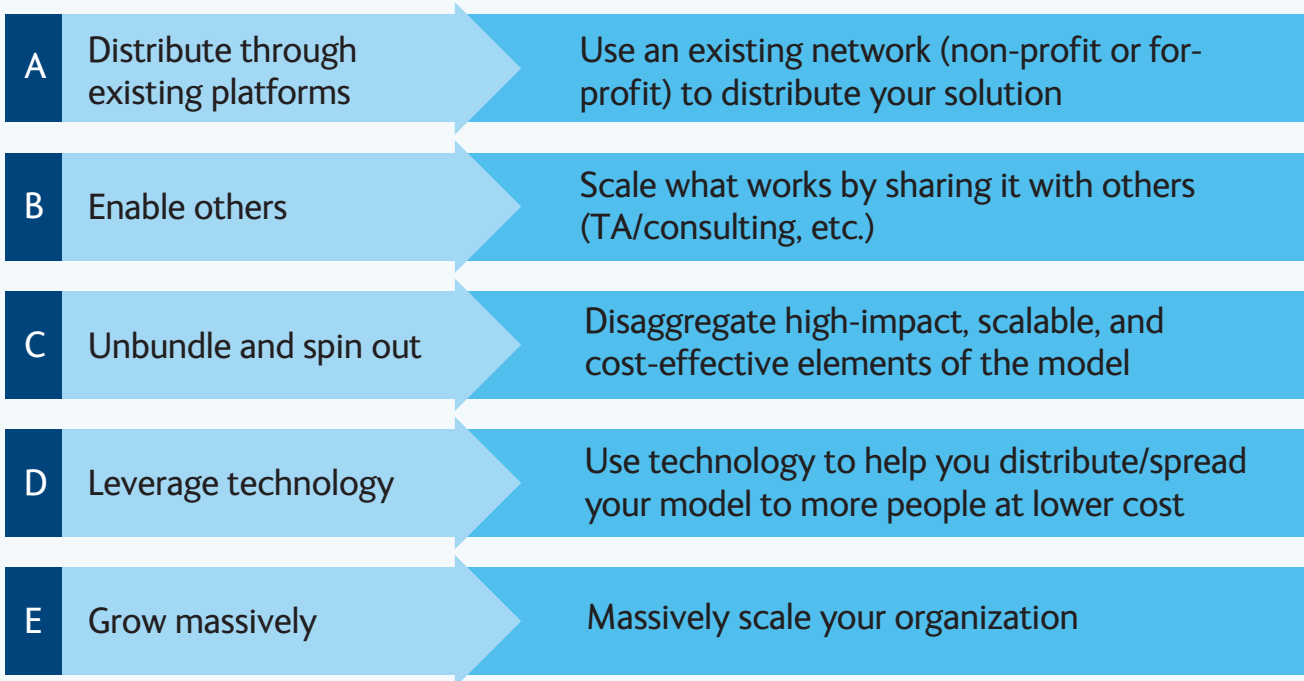 A
Distribute through
existing platforms
Use an existing network (non-profit or for-
profit) to distribute your solution
B
Enable others
Scale what works by sharing it with others
(TA/consulting, etc.)
C
Unbundle and spin out
Disaggregate high-impact, scalable, and
cost-effective elements of the model
D
Leverage technology
Use technology to help you distribute/spread
your model to more people at lower cost
E
Grow massively
Massively scale your organization